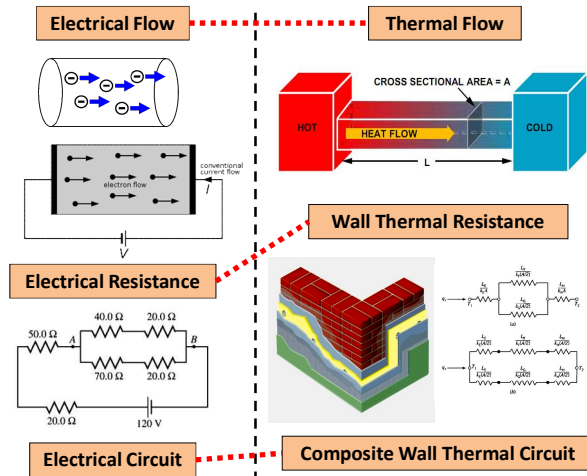 Electrical Flow
Thermal Flow
CROSS SECTIONAL AREA = A
HOT
COLD
HEAT FLOW
L
conventional
current flow
electron flow
I
V
Wall Thermal Resistance
Electrical Resistance
40.0 Ω 20.0 Ω
50.0 Ω
A
B
70.0 Ω 20.0 Ω
20.0 Ω
120 V
(a)
(b)
Electrical Circuit
Composite Wall Thermal Circuit